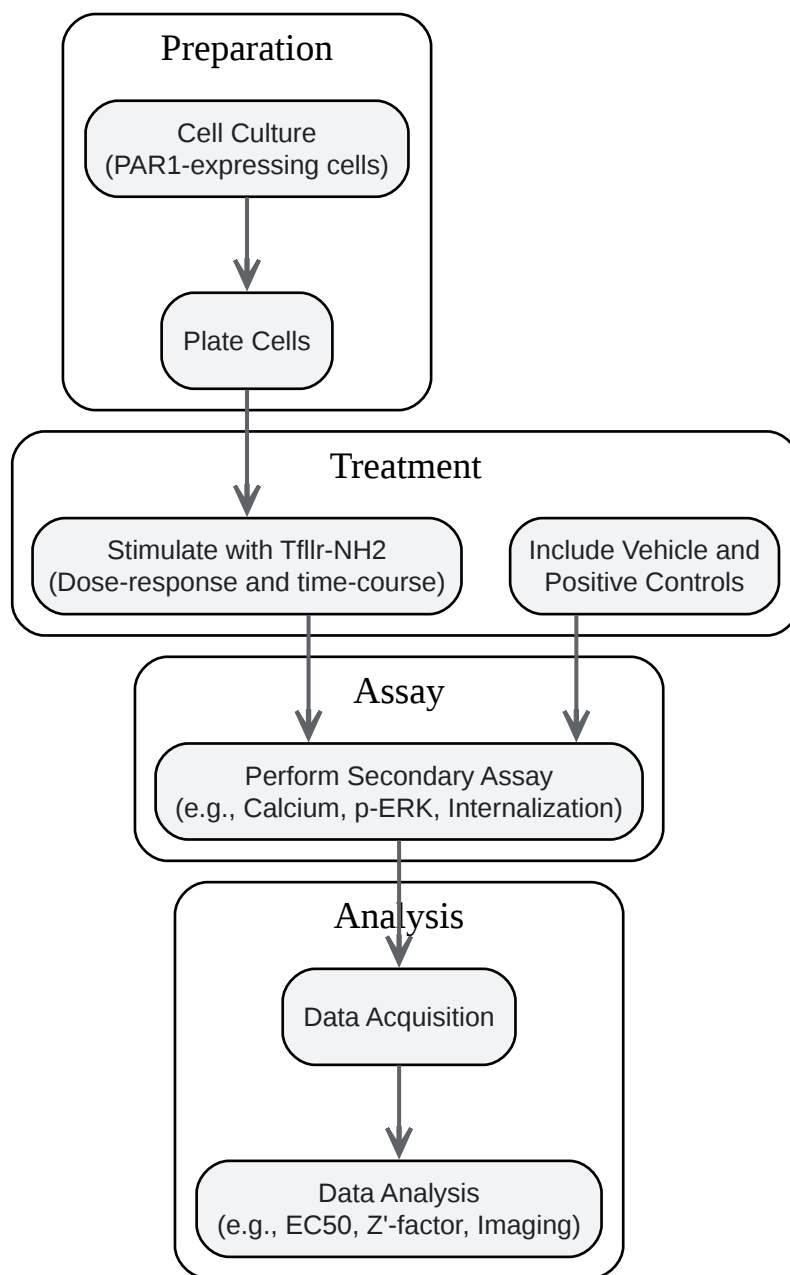 Preparation
Cell Culture
(PAR1-expressing cells)
Plate Cells
Treatment
Stimulate with Tfllr-NH2
(Dose-response and time-course)
Include Vehicle and
Positive Controls
Assay
Perform Secondary Assay
(e.g., Calcium, p-ERK, Internalization)
Analysis
Data Acquisition
Data Analysis
(e.g., EC50, Z'-factor, Imaging)